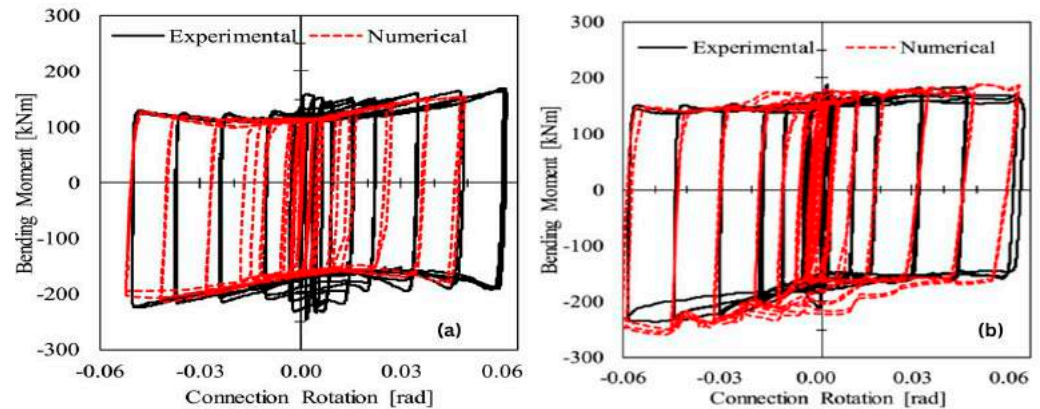 300
200
100
0
-100
-200
-300
-0.06
-0.03
0.00
0.03
0.06
Bending Moment [kNm]
Connection Rotation [rad]
Experimental
Numerical
(a)
300
200
100
0
-100
-200
-300
-0.06
-0.03
0.00
0.03
0.06
Bending Moment [kNm]
Connection Rotation [rad]
Experimental
Numerical
(b)